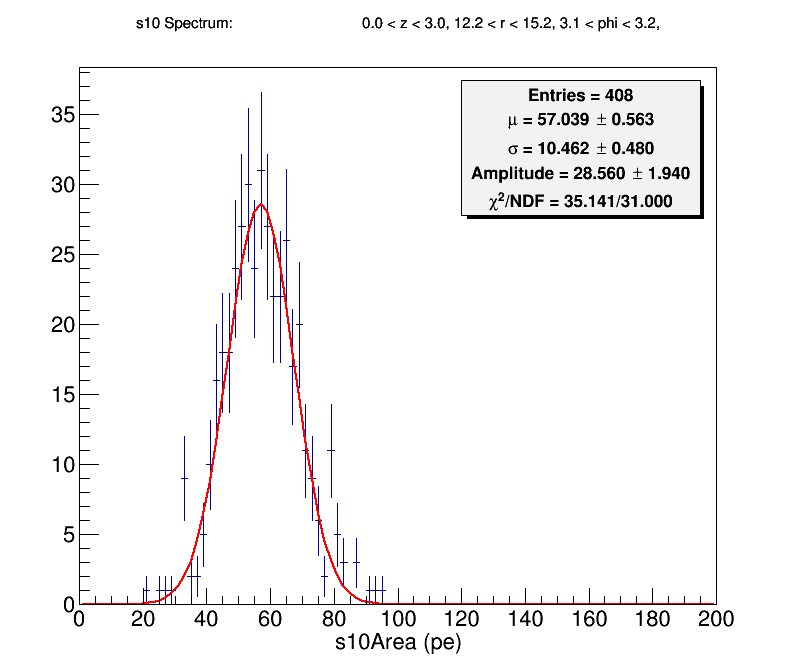 s10 Spectrum: 0.0 < z < 3.0, 12.2 < r < 15.2, 3.1 < phi < 3.2,
Entries = 408
μ = 57.039 ± 0.563
σ = 10.462 ± 0.480
Amplitude = 28.560 ± 1.940
χ²/NDF = 35.141/31.000
35
30
25
20
15
10
5
0
0 20 40 60 80 100 120 140 160 180 200
s10Area (pe)